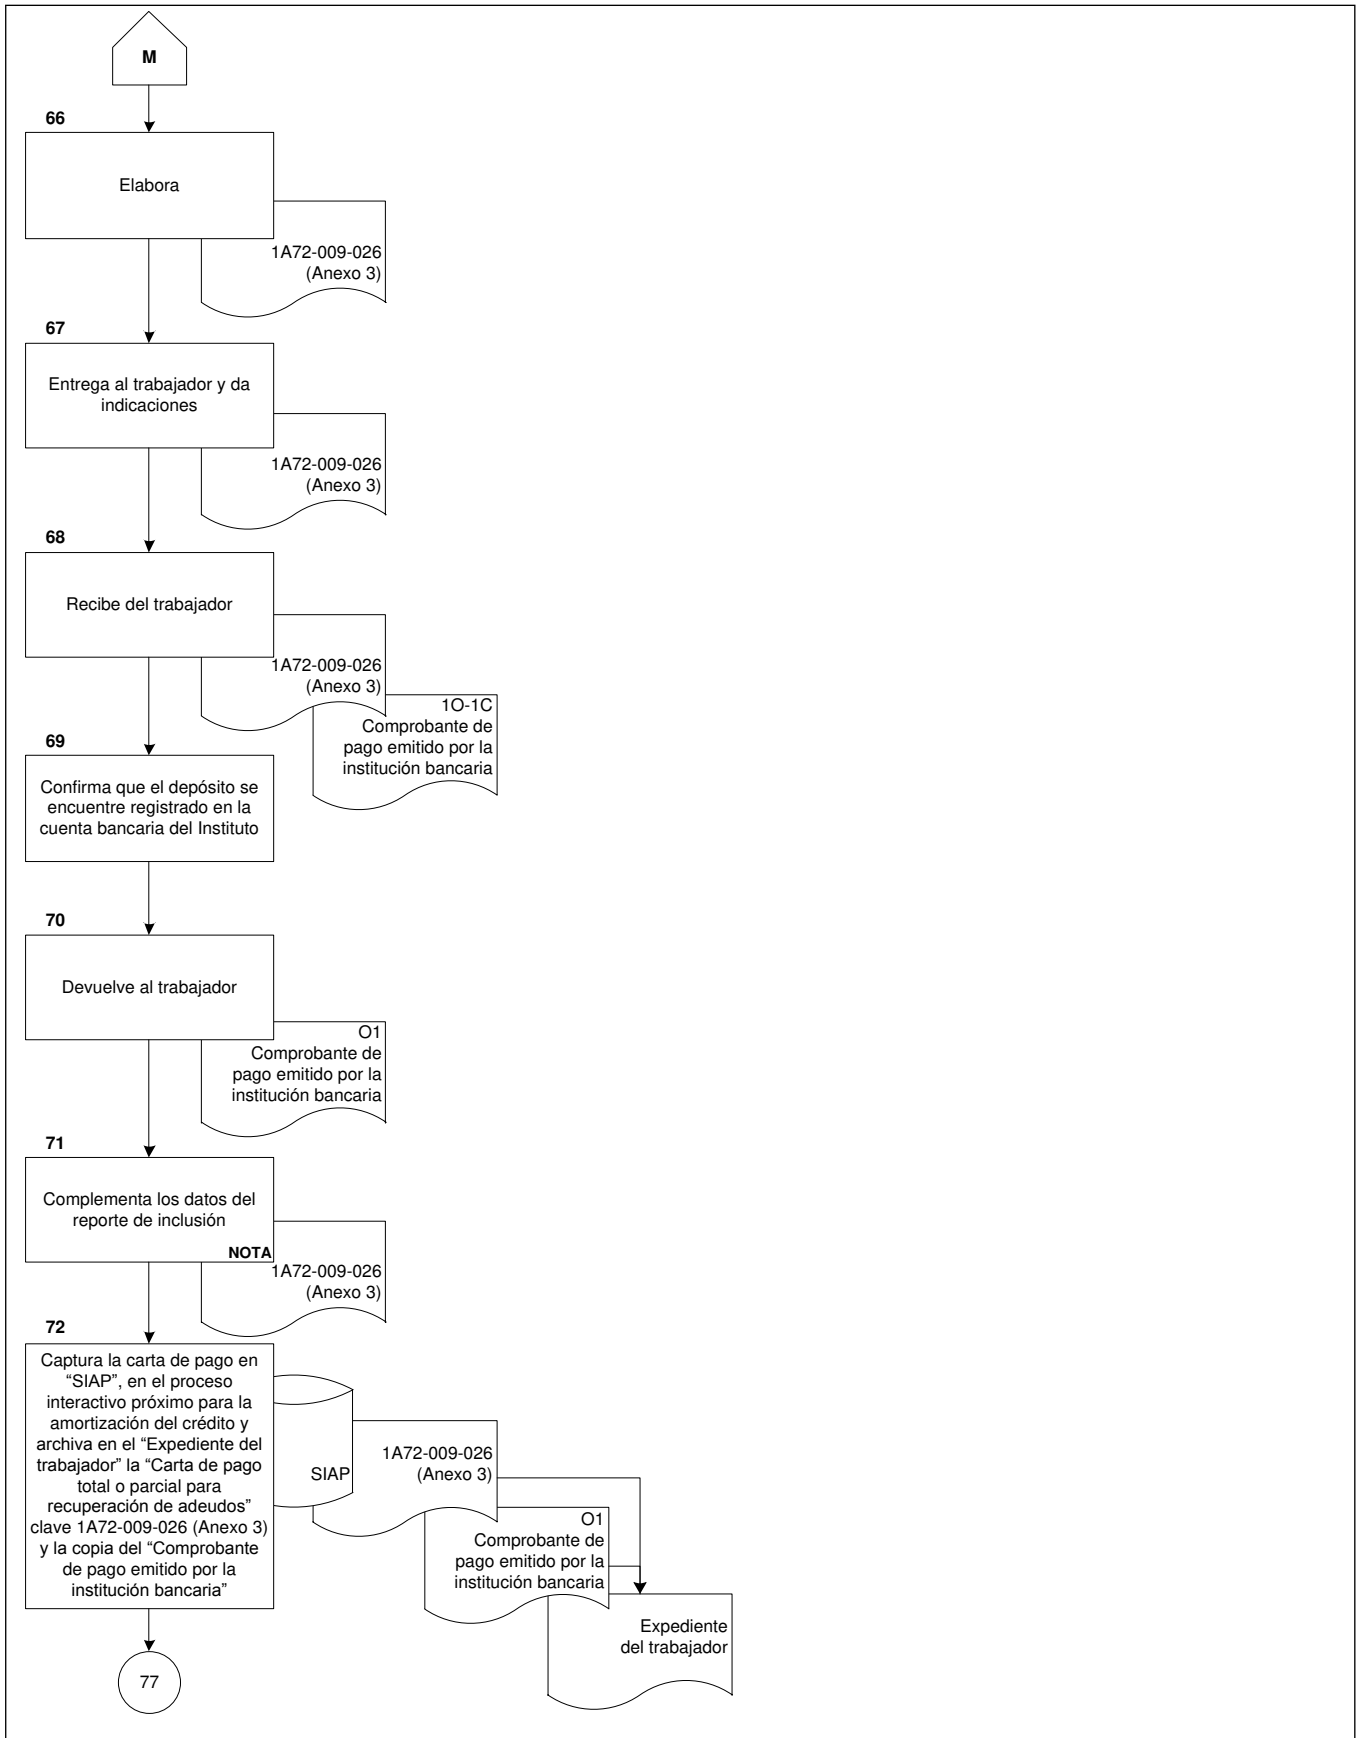 M
66
Elabora
1A72-009-026
(Anexo 3)
67
Entrega al trabajador y da
indicaciones
1A72-009-026
(Anexo 3)
68
Recibe del trabajador
1A72-009-026
(Anexo 3)
1O-1C
Comprobante de
pago emitido por la
institución bancaria
69
Confirma que el depósito se
encuentre registrado en la
cuenta bancaria del Instituto
70
Devuelve al trabajador
O1
Comprobante de
pago emitido por la
institución bancaria
71
Complementa los datos del
reporte de inclusión
NOTA
1A72-009-026
(Anexo 3)
72
Captura la carta de pago en
“SIAP”, en el proceso
interactivo próximo para la
amortización del crédito y
archiva en el “Expediente del
trabajador” la “Carta de pago
total o parcial para
recuperación de adeudos”
clave 1A72-009-026 (Anexo 3)
y la copia del “Comprobante
de pago emitido por la
institución bancaria”
SIAP
1A72-009-026
(Anexo 3)
O1
Comprobante de
pago emitido por la
institución bancaria
Expediente
del trabajador
77